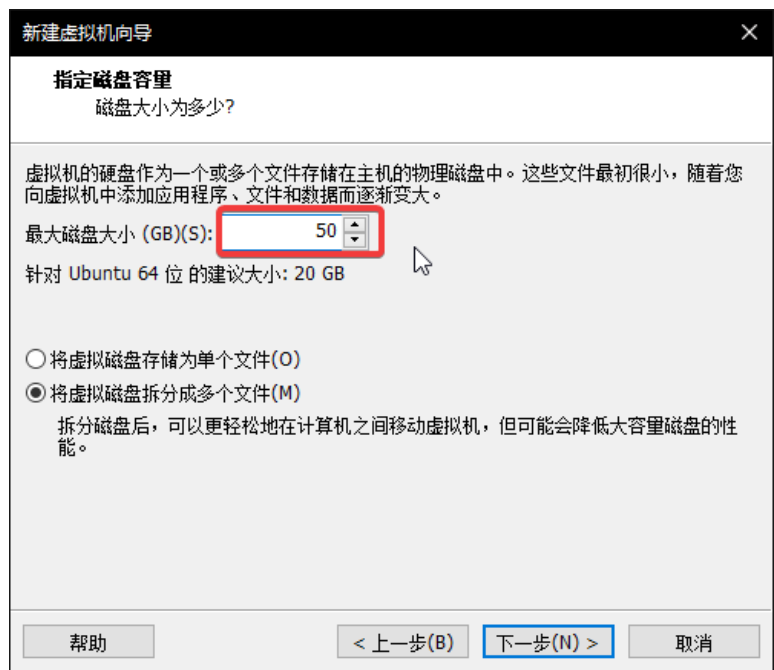 新建虚拟机向导
指定磁盘容量
磁盘大小为多少?
虚拟机的硬盘作为一个或多个文件存储在主机的物理磁盘中。这些文件最初很小，随着您
向虚拟机中添加应用程序、文件和数据而逐渐变大。
最大磁盘大小 (GB)(S): 50
针对 Ubuntu 64 位 的建议大小: 20 GB
将虚拟磁盘存储为单个文件(O)
将虚拟磁盘拆分成多个文件(M)
拆分磁盘后，可以更轻松地在计算机之间移动虚拟机，但可能会降低大容量磁盘的性
能。
帮助 < 上一步(B) 下一步(N) > 取消